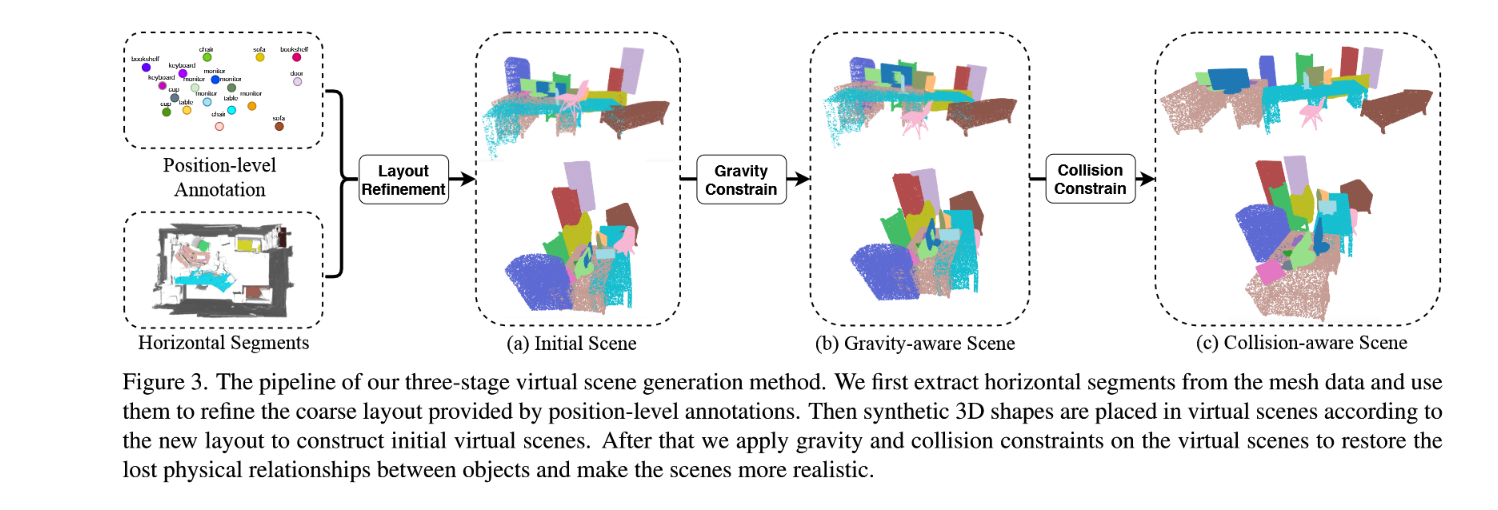 chair
sofa
bookshelf
bookshelf
keyboard
monitor
door
keyboard
monitor
monitor
cup
monitor
table
monitor
cup
table
chair
sofa
Position-level
Annotation
Horizontal Segments
Layout
Refinement
(a) Initial Scene
Gravity
Constrain
(b) Gravity-aware Scene
Collision
Constrain
(c) Collision-aware Scene
Figure 3. The pipeline of our three-stage virtual scene generation method. We first extract horizontal segments from the mesh data and use
them to refine the coarse layout provided by position-level annotations. Then synthetic 3D shapes are placed in virtual scenes according to
the new layout to construct initial virtual scenes. After that we apply gravity and collision constraints on the virtual scenes to restore the
lost physical relationships between objects and make the scenes more realistic.